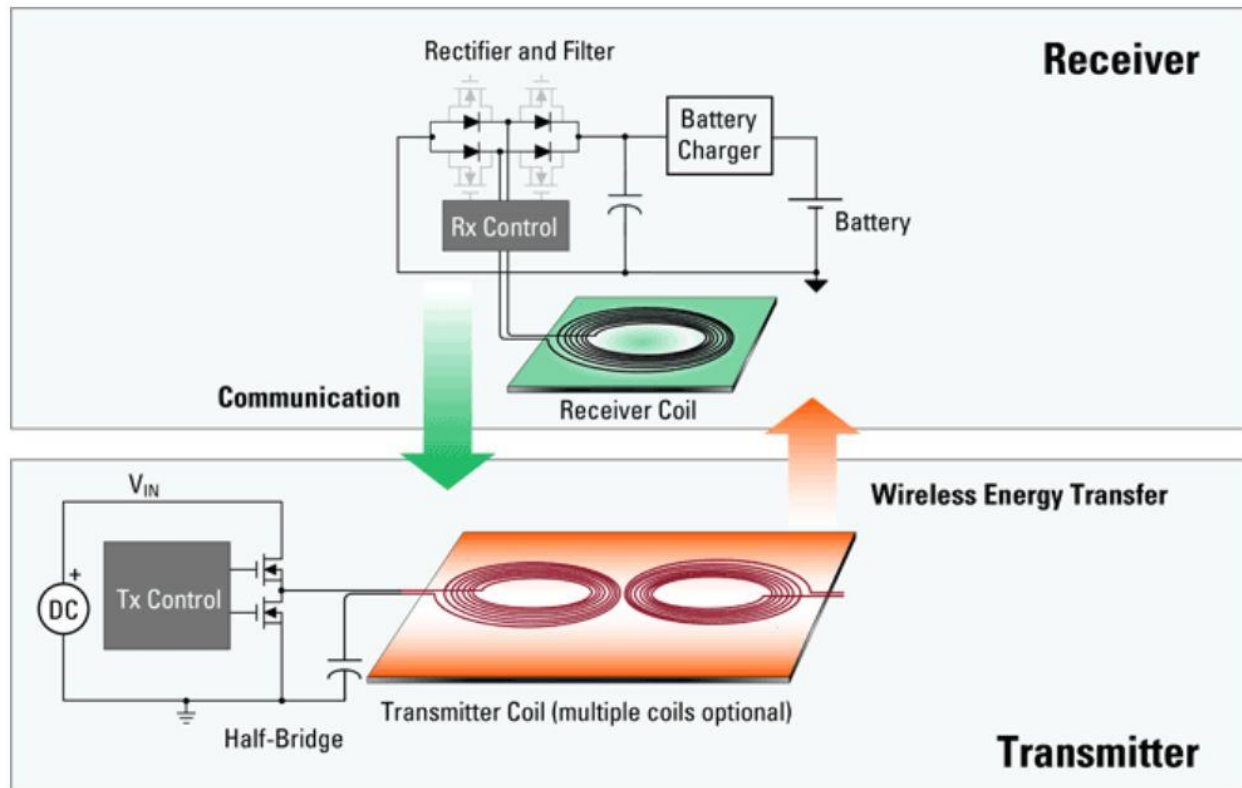 Receiver
Rectifier and Filter
Battery
Charger
Rx Control
Battery
Communication
Receiver Coil
Wireless Energy Transfer
VIN
+
DC
Tx Control
Half-Bridge
Transmitter Coil (multiple coils optional)
Transmitter